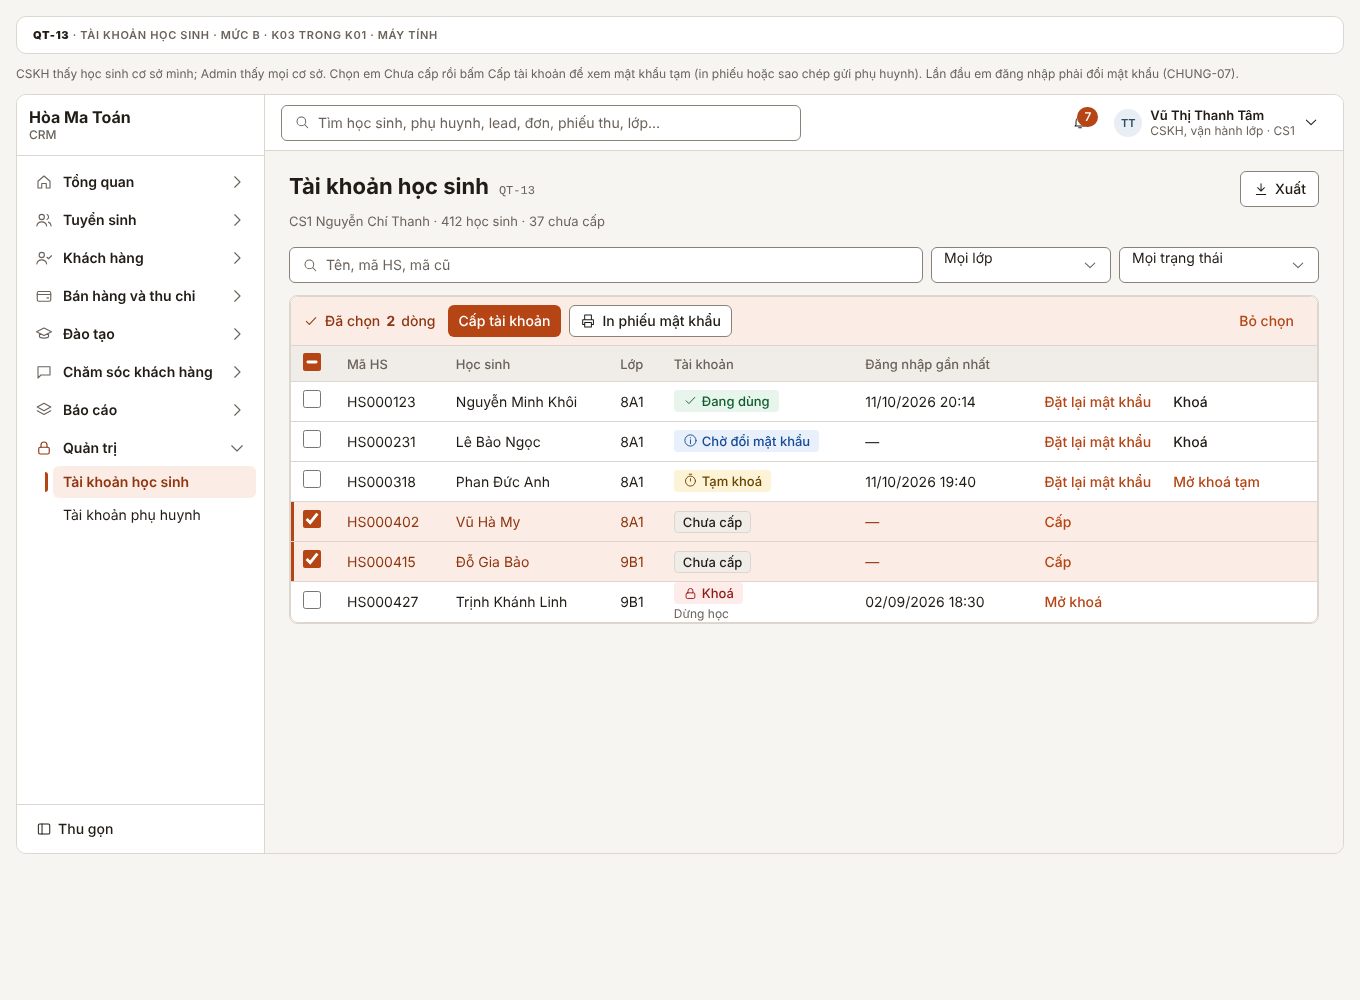 QT-13 · TÀI KHOẢN HỌC SINH · MỨC B · K03 TRONG K01 · MÁY TÍNH
CSKH thấy học sinh cơ sở mình; Admin thấy mọi cơ sở. Chọn em Chưa cấp rồi bấm Cấp tài khoản để xem mật khẩu tạm (in phiếu hoặc sao chép gửi phụ huynh). Lần đầu em đăng nhập phải đổi mật khẩu (CHUNG-07).
Hòa Ma Toán
CRM
Tìm học sinh, phụ huynh, lead, đơn, phiếu thu, lớp...
7
TT
Vũ Thị Thanh Tâm
CSKH, vận hành lớp · CS1
Tổng quan
Tuyển sinh
Khách hàng
Bán hàng và thu chi
Đào tạo
Chăm sóc khách hàng
Báo cáo
Quản trị
Tài khoản học sinh
Tài khoản phụ huynh
Thu gọn
Tài khoản học sinh QT-13
Xuất
CS1 Nguyễn Chí Thanh · 412 học sinh · 37 chưa cấp
Tên, mã HS, mã cũ
Mọi lớp
Mọi trạng thái
Đã chọn 2 dòng
Cấp tài khoản
In phiếu mật khẩu
Bỏ chọn
Mã HS Học sinh Lớp Tài khoản Đăng nhập gần nhất
HS000123 Nguyễn Minh Khôi 8A1 Đang dùng 11/10/2026 20:14 Đặt lại mật khẩu Khoá
HS000231 Lê Bảo Ngọc 8A1 Chờ đổi mật khẩu — Đặt lại mật khẩu Khoá
HS000318 Phan Đức Anh 8A1 Tạm khoá 11/10/2026 19:40 Đặt lại mật khẩu Mở khoá tạm
HS000402 Vũ Hà My 8A1 Chưa cấp — Cấp
HS000415 Đỗ Gia Bảo 9B1 Chưa cấp — Cấp
HS000427 Trịnh Khánh Linh 9B1 Khoá 02/09/2026 18:30 Mở khoá
Dừng học